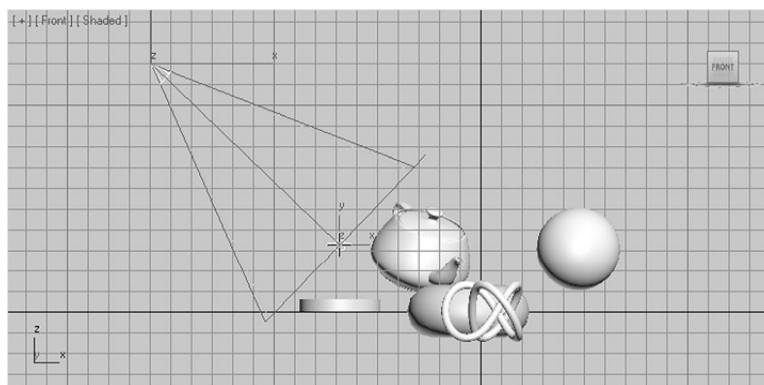 [ + ] [ Front ] [ Shaded ]
z x
FRONT
y
z x
z
y x